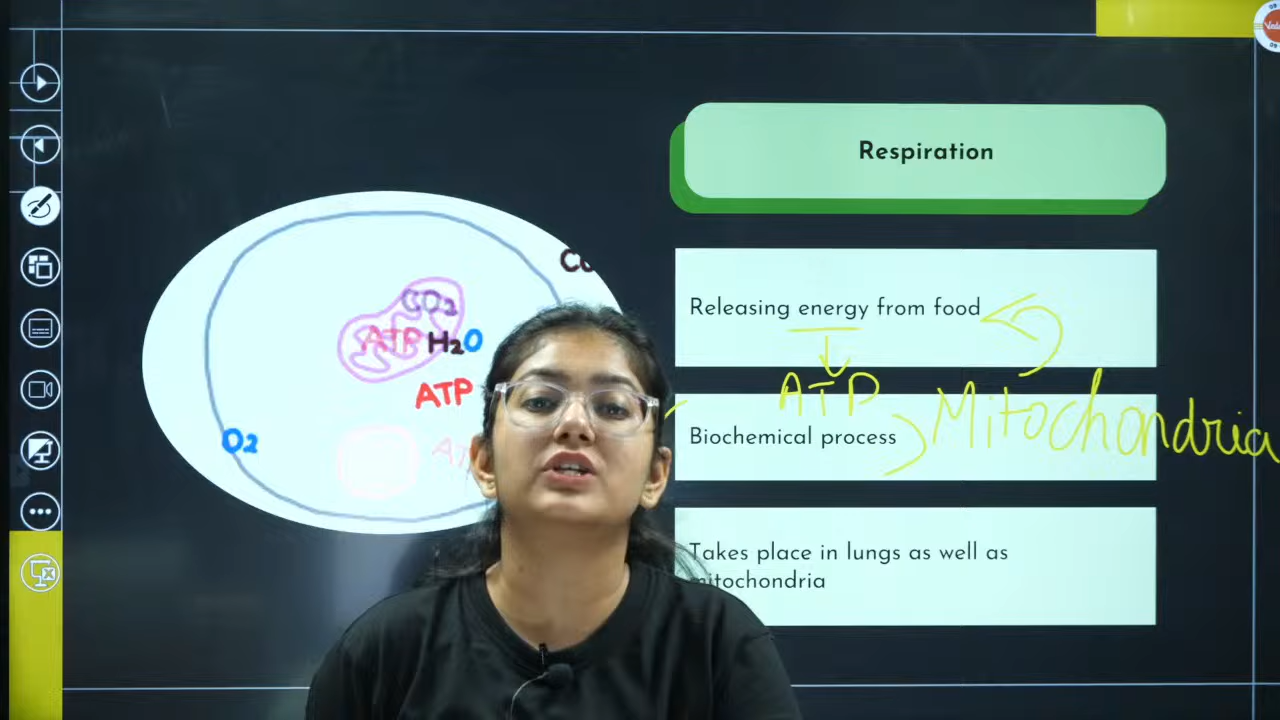 Respiration
CO2
ATP H2O
ATP
O2
Releasing energy from food
ATP
Mitochondria
Biochemical process
Takes place in lungs as well as
mitochondria